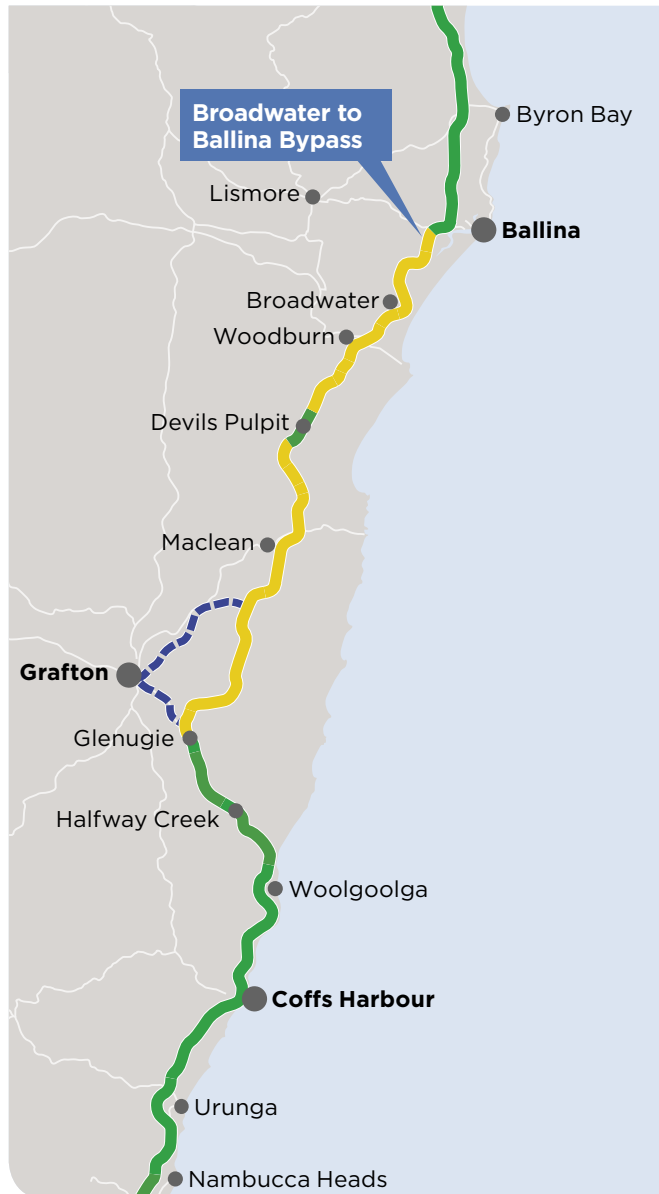 Broadwater to
Ballina Bypass
Byron Bay
Lismore
Ballina
Broadwater
Woodburn
Devils Pulpit
Maclean
Grafton
Glenugie
Halfway Creek
Woolgoolga
Coffs Harbour
Urunga
Nambucca Heads